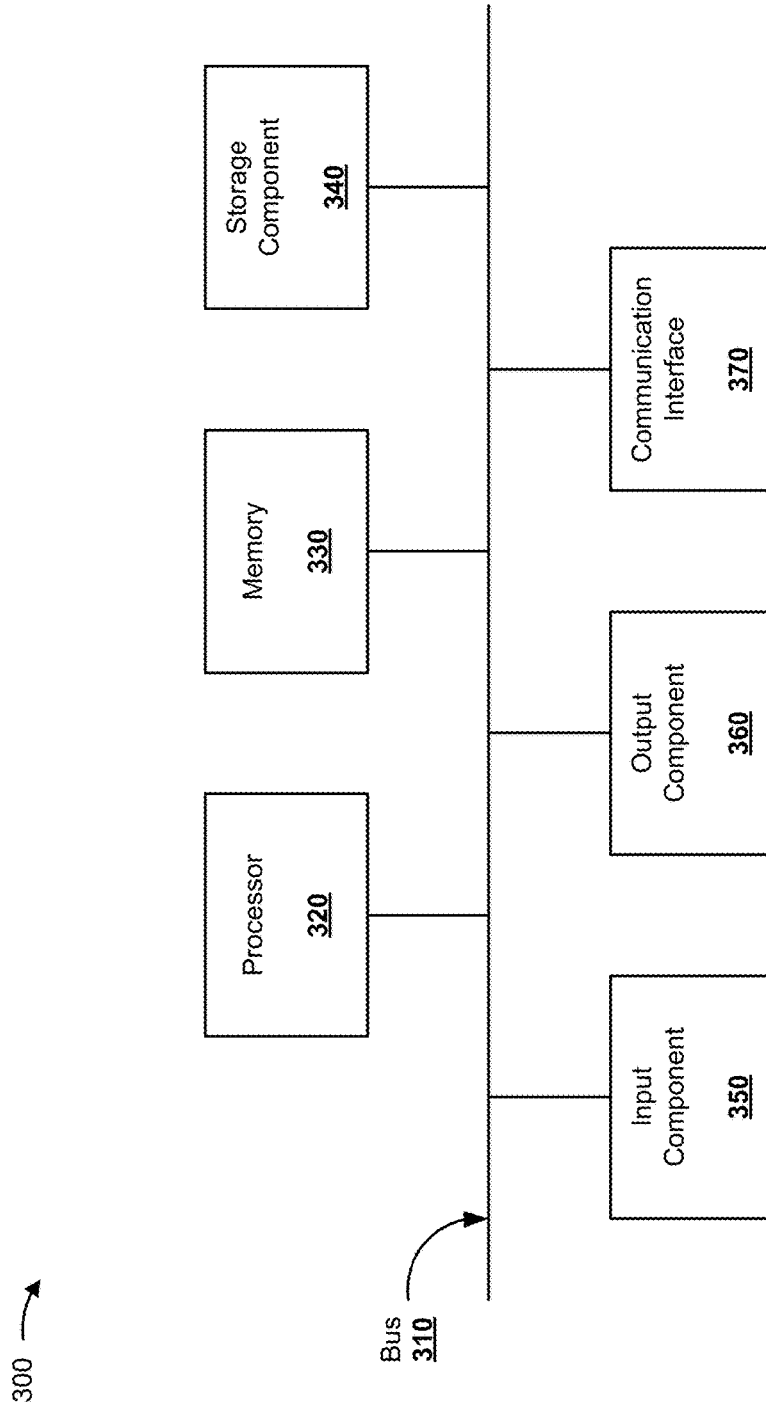 300
Bus
310
Processor
320
Memory
330
Storage
Component
340
Input
Component
350
Output
Component
360
Communication
Interface
370